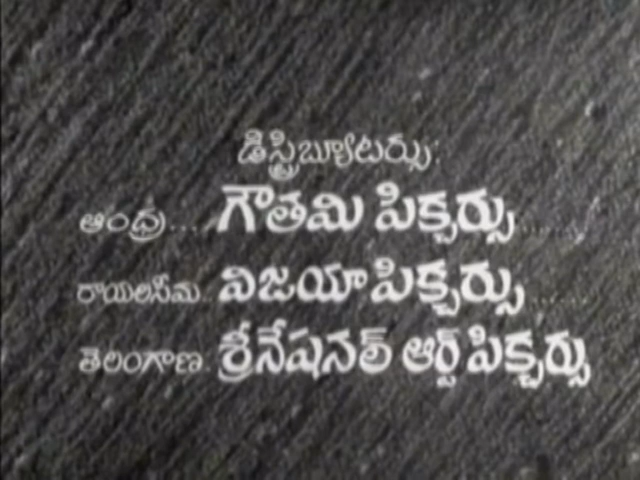 డిస్ట్రిబ్యూటర్సు:
ఆంధ్ర.... గౌతమి పిక్చర్సు......
రాయలసీమ.. విజయా పిక్చర్సు......
తెలంగాణ. శ్రీనేషనల్ ఆర్ట్ పిక్చర్సు